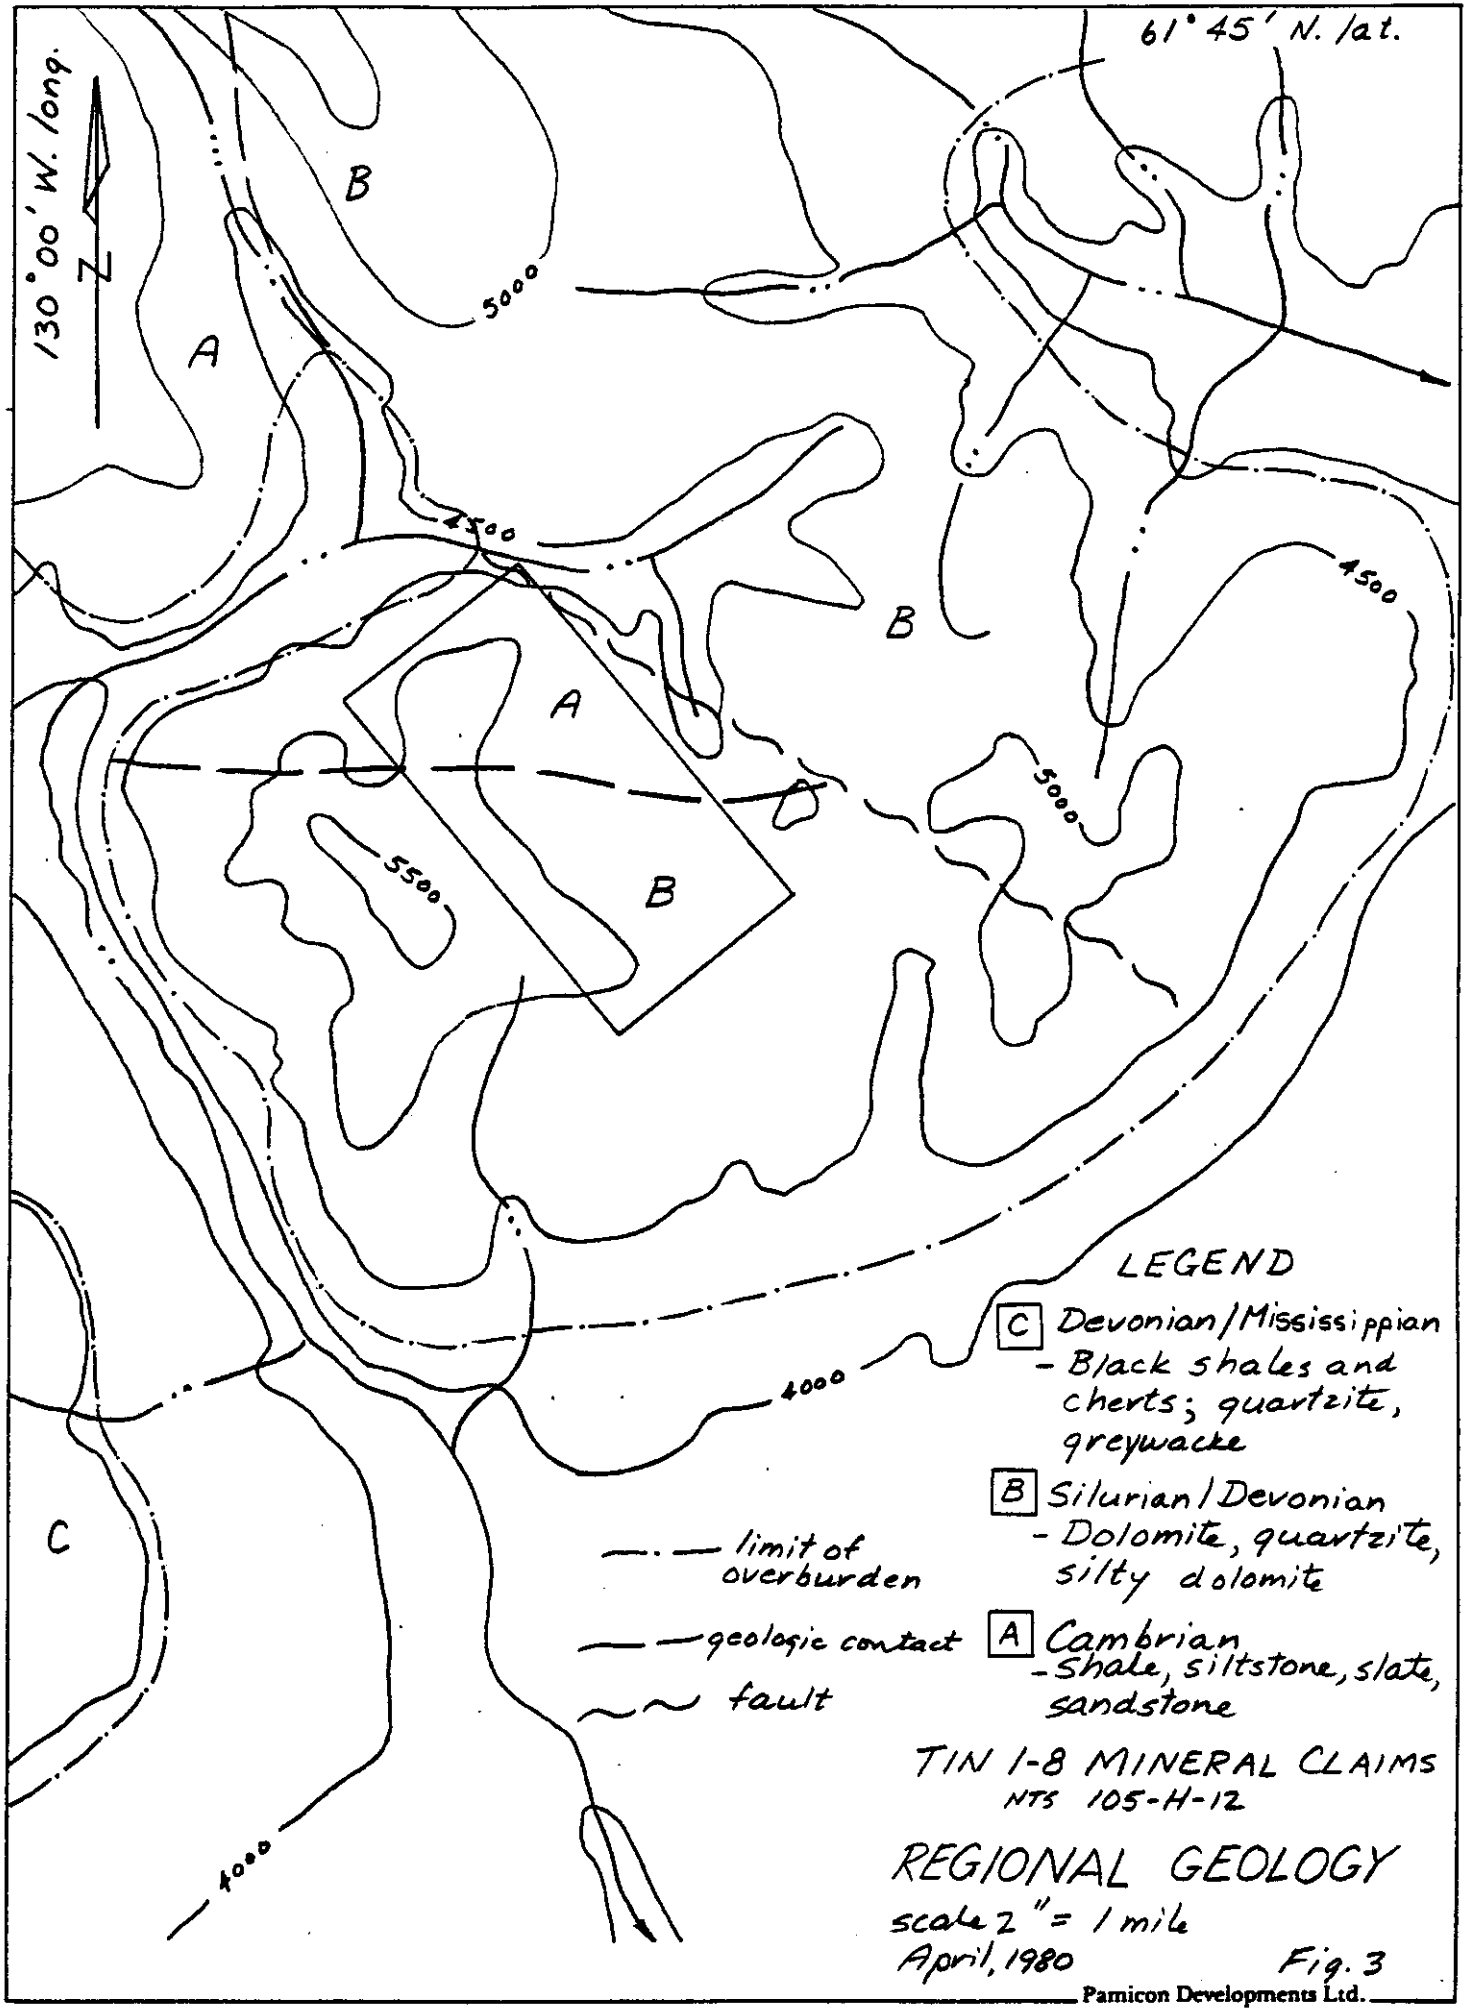 61° 45' N. lat.
130° 00' W. long.
N
B
5000
A
4500
B
4500
A
5000
5500
B
LEGEND
C Devonian/Mississippian
- Black shales and
cherts; quartzite,
greywacke
4000
B Silurian/Devonian
- Dolomite, quartzite,
silty dolomite
C
limit of
overburden
geologic contact
A Cambrian
- shale, siltstone, slate,
sandstone
fault
TIN 1-8 MINERAL CLAIMS
NTS 105-H-12
4000
REGIONAL GEOLOGY
scale 2" = 1 mile
April, 1980
Fig. 3
Pamicon Developments Ltd.